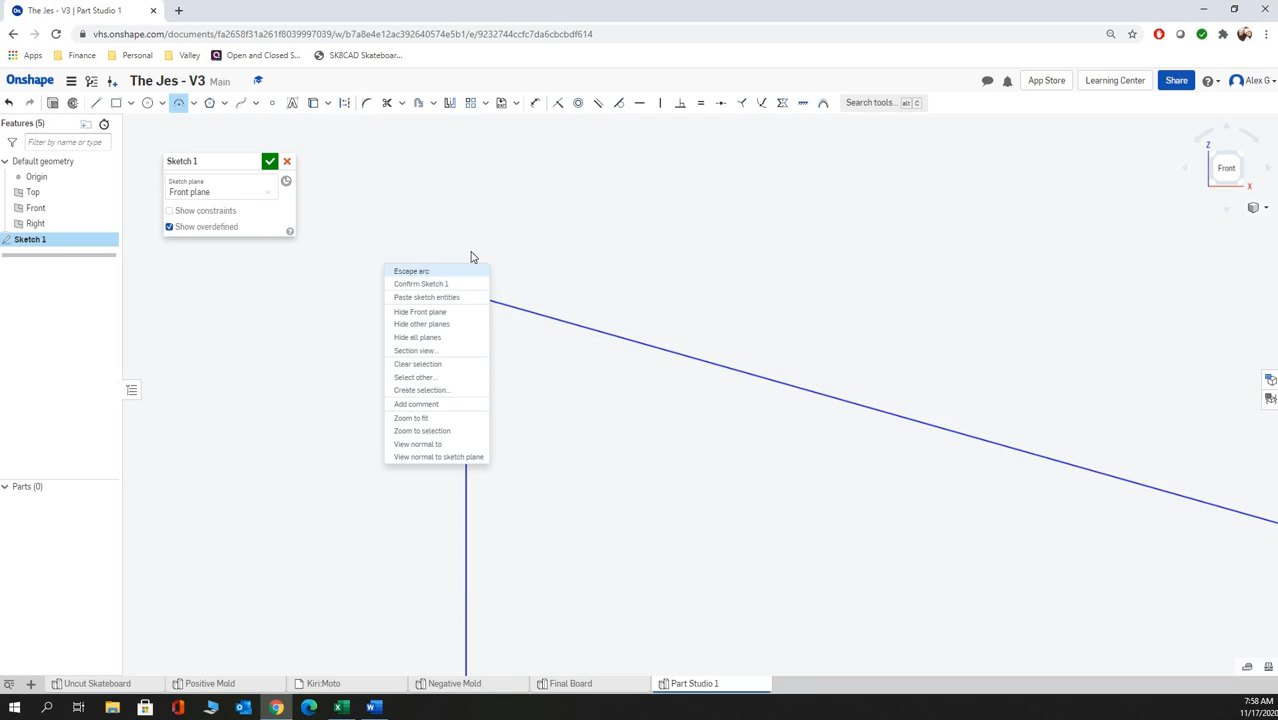 The Jes - V3 | Part Studio 1
vhs.onshape.com/documents/fa2658f31a261f8039997039/w/b7a8e4e12ac392640574e5b1/e/9232744ccfc7da6cbcbdf614
Apps Finance Personal Valley Open and Closed S... SK8CAD Skateboar...
Onshape The Jes - V3 Main App Store Learning Center Share Alex G
Search tools... alt C
Features (5)
Filter by name or type
Default geometry
Origin
Top
Front
Right
Sketch 1
Parts (0)
Sketch 1
Sketch plane
Front plane
Show constraints
Show overdefined
Escape arc
Confirm Sketch 1
Paste sketch entities
Hide Front plane
Hide other planes
Hide all planes
Section view...
Clear selection
Select other...
Create selection...
Add comment
Zoom to fit
Zoom to selection
View normal to
View normal to sketch plane
Z
Front
X
Uncut Skateboard Positive Mold Kiri:Moto Negative Mold Final Board Part Studio 1
7:58 AM
11/17/2020